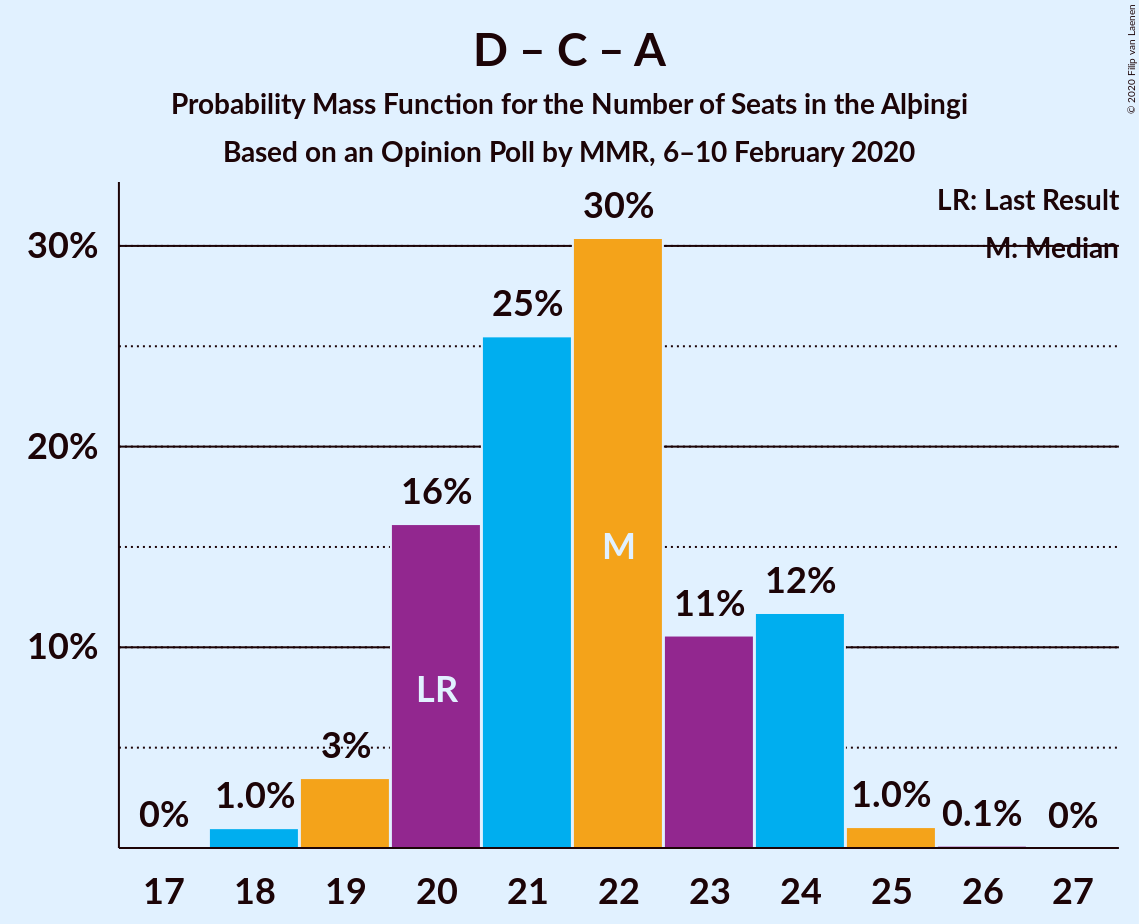 D – C – A
Probability Mass Function for the Number of Seats in the Alþingi
Based on an Opinion Poll by MMR, 6–10 February 2020
© 2020 Filip van Laenen
LR: Last Result
M: Median
30%
20%
10%
0%
1.0%
3%
16%
25%
30%
11%
12%
1.0%
0.1%
0%
LR
M
17 18 19 20 21 22 23 24 25 26 27